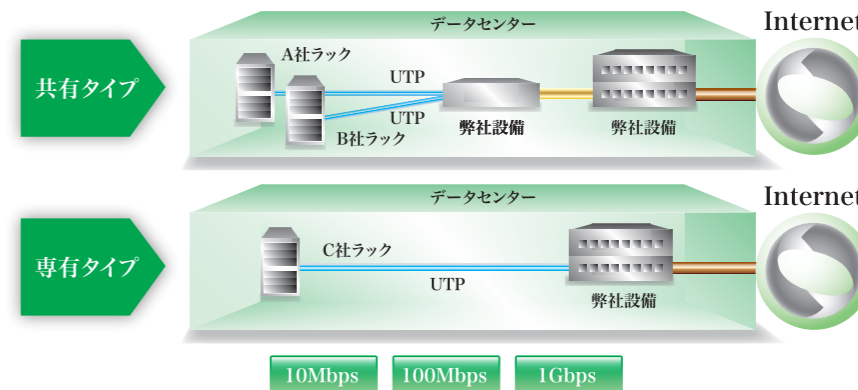 データセンター
Internet
共有タイプ
A社ラック
UTP
UTP
B社ラック
弊社設備
弊社設備
データセンター
Internet
専有タイプ
C社ラック
UTP
弊社設備
10Mbps
100Mbps
1Gbps